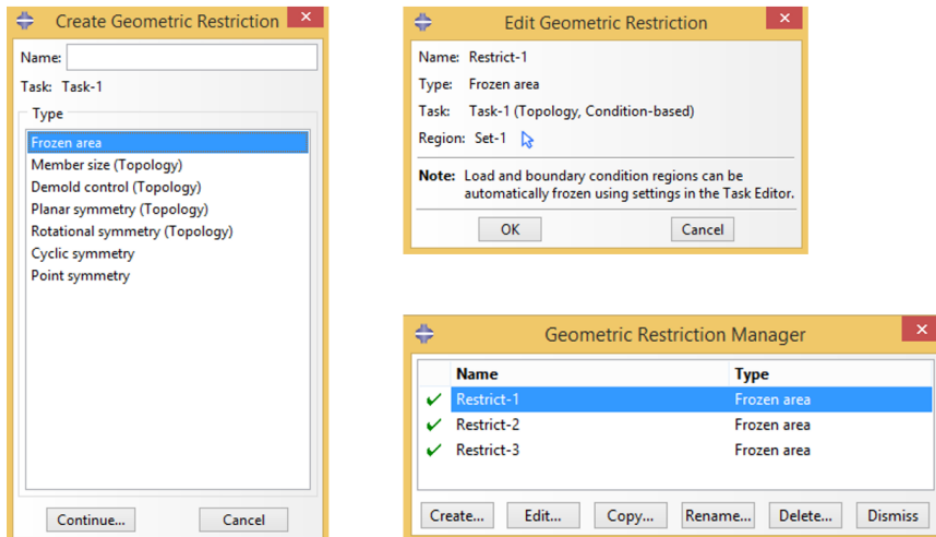 Create Geometric Restriction
Name:
Task: Task-1
Type
Frozen area
Member size (Topology)
Demold control (Topology)
Planar symmetry (Topology)
Rotational symmetry (Topology)
Cyclic symmetry
Point symmetry
Continue... Cancel
Edit Geometric Restriction
Name: Restrict-1
Type: Frozen area
Task: Task-1 (Topology, Condition-based)
Region: Set-1
Note: Load and boundary condition regions can be
automatically frozen using settings in the Task Editor.
OK Cancel
Geometric Restriction Manager
Name Type
Restrict-1 Frozen area
Restrict-2 Frozen area
Restrict-3 Frozen area
Create... Edit... Copy... Rename... Delete... Dismiss